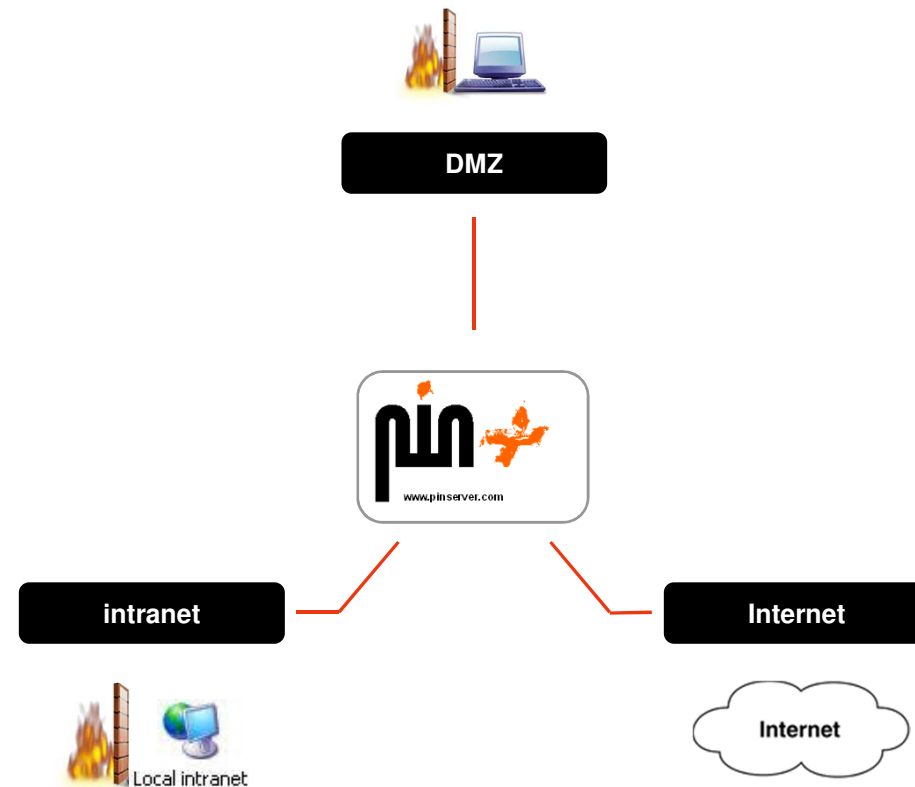 DMZ
pin+
www.pinserver.com
intranet
Internet
Internet
Local intranet